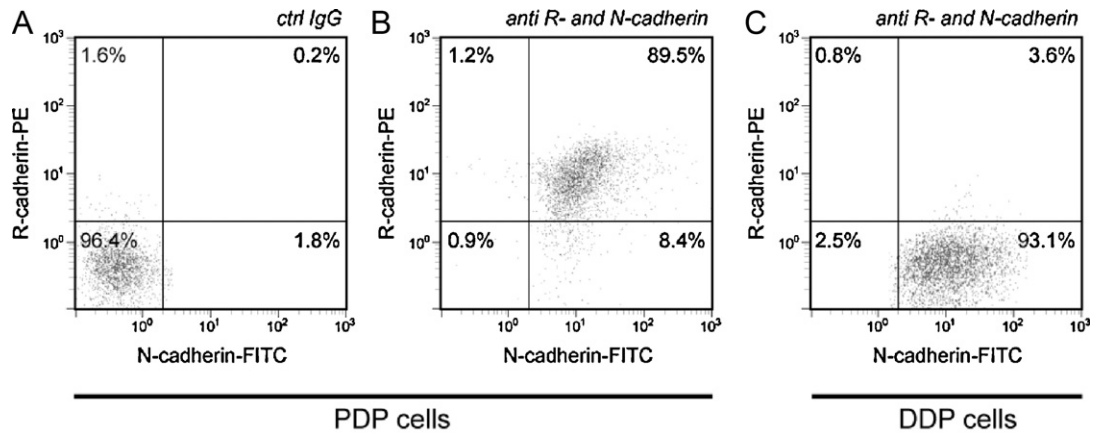 A
ctrl IgG
10³
10²
10¹
10⁰
R-cadherin-PE
1.6%
0.2%
96.4%
1.8%
10⁰
10¹
10²
10³
N-cadherin-FITC
B
anti R- and N-cadherin
10³
10²
10¹
10⁰
R-cadherin-PE
1.2%
89.5%
0.9%
8.4%
10⁰
10¹
10²
10³
N-cadherin-FITC
C
anti R- and N-cadherin
10³
10²
10¹
10⁰
R-cadherin-PE
0.8%
3.6%
2.5%
93.1%
10⁰
10¹
10²
10³
N-cadherin-FITC
PDP cells
DDP cells